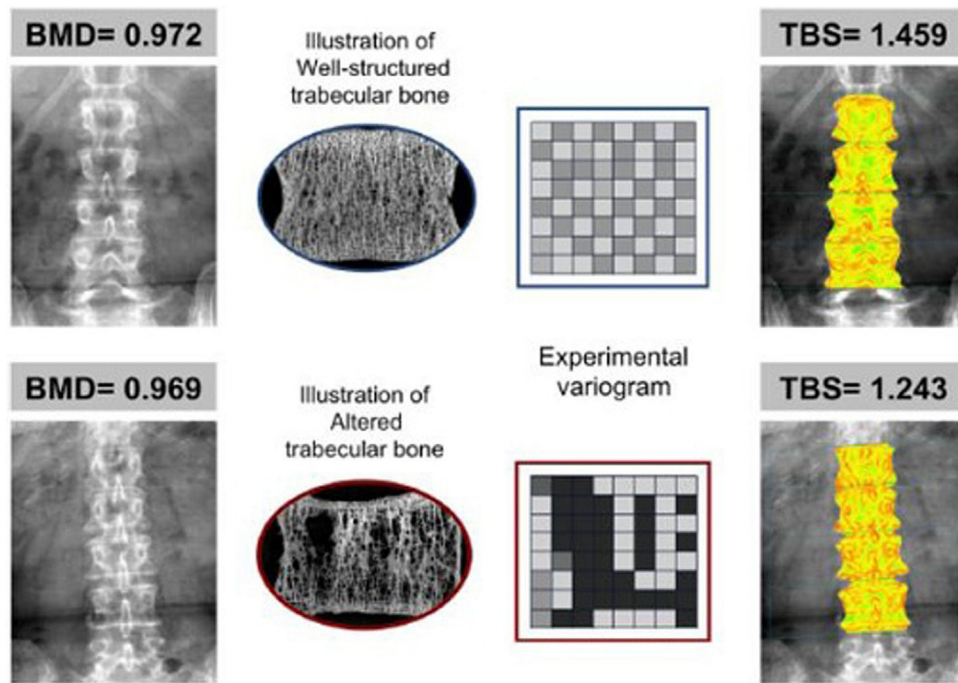 BMD= 0.972
Illustration of
Well-structured
trabecular bone
TBS= 1.459
BMD= 0.969
Illustration of
Altered
trabecular bone
Experimental
variogram
TBS= 1.243